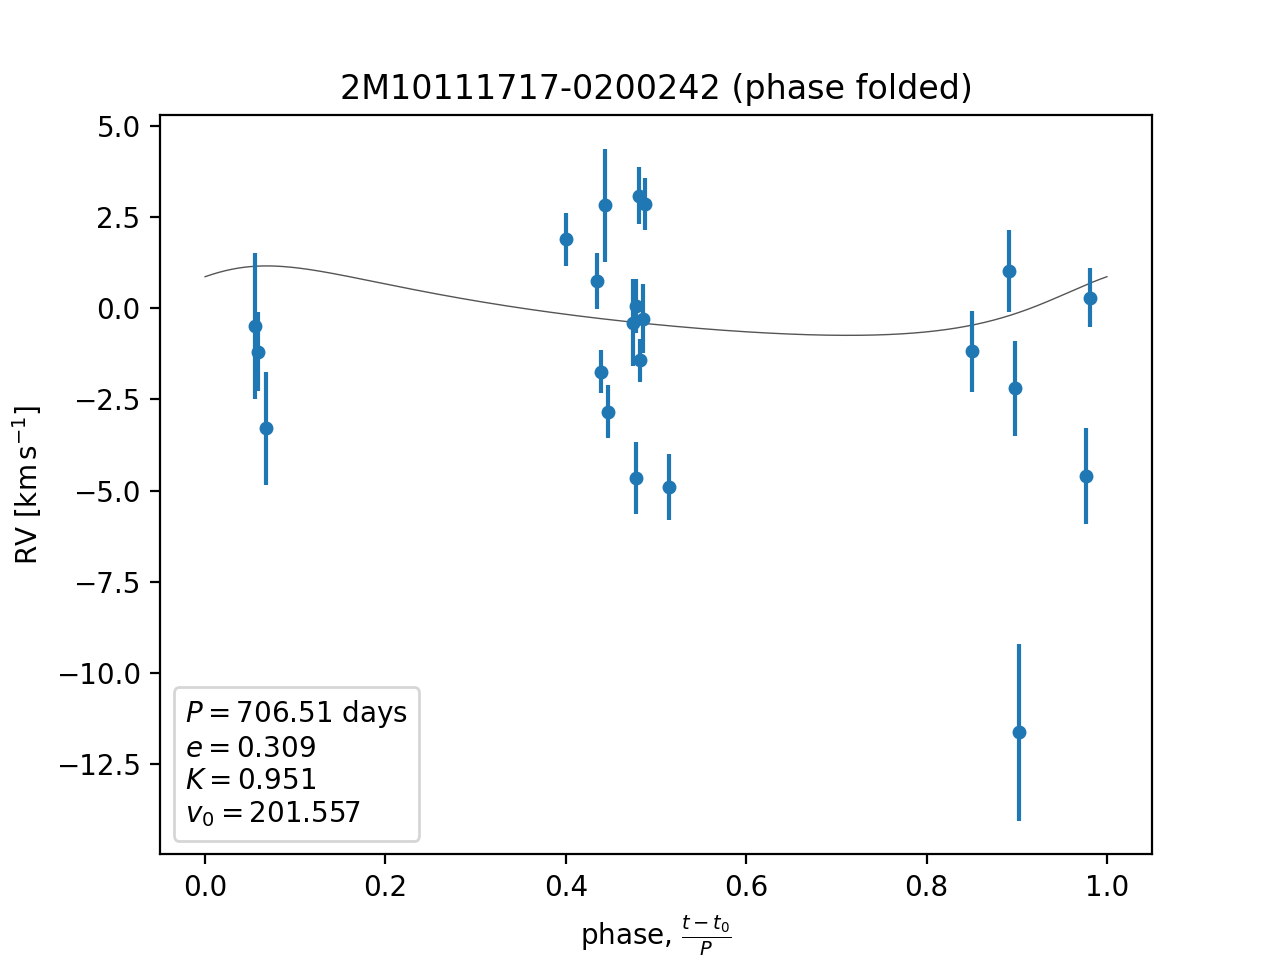 2M10111717-0200242 (phase folded)
5.0
2.5
0.0
−2.5
−5.0
−7.5
−10.0
−12.5
RV [km s⁻¹]
P = 706.51 days
e = 0.309
K = 0.951
v₀ = 201.557
0.0 0.2 0.4 0.6 0.8 1.0
phase, (t − t₀)/P